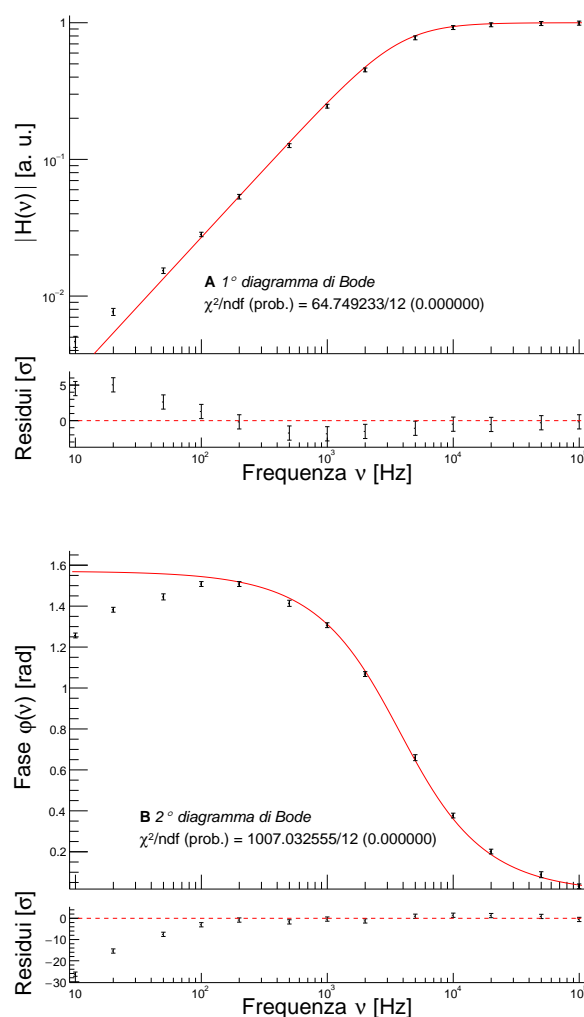 |H(ν)| [a. u.]
1
10⁻¹
10⁻²
A 1° diagramma di Bode
χ²/ndf (prob.) = 64.749233/12 (0.000000)
Residui [σ]
5
0
10 10² 10³ 10⁴ 10⁵
Frequenza ν [Hz]
Fase φ(ν) [rad]
1.6
1.4
1.2
1
0.8
0.6
0.4
0.2
B 2° diagramma di Bode
χ²/ndf (prob.) = 1007.032555/12 (0.000000)
Residui [σ]
0
−10
−20
−30
10 10² 10³ 10⁴
Frequenza ν [Hz]